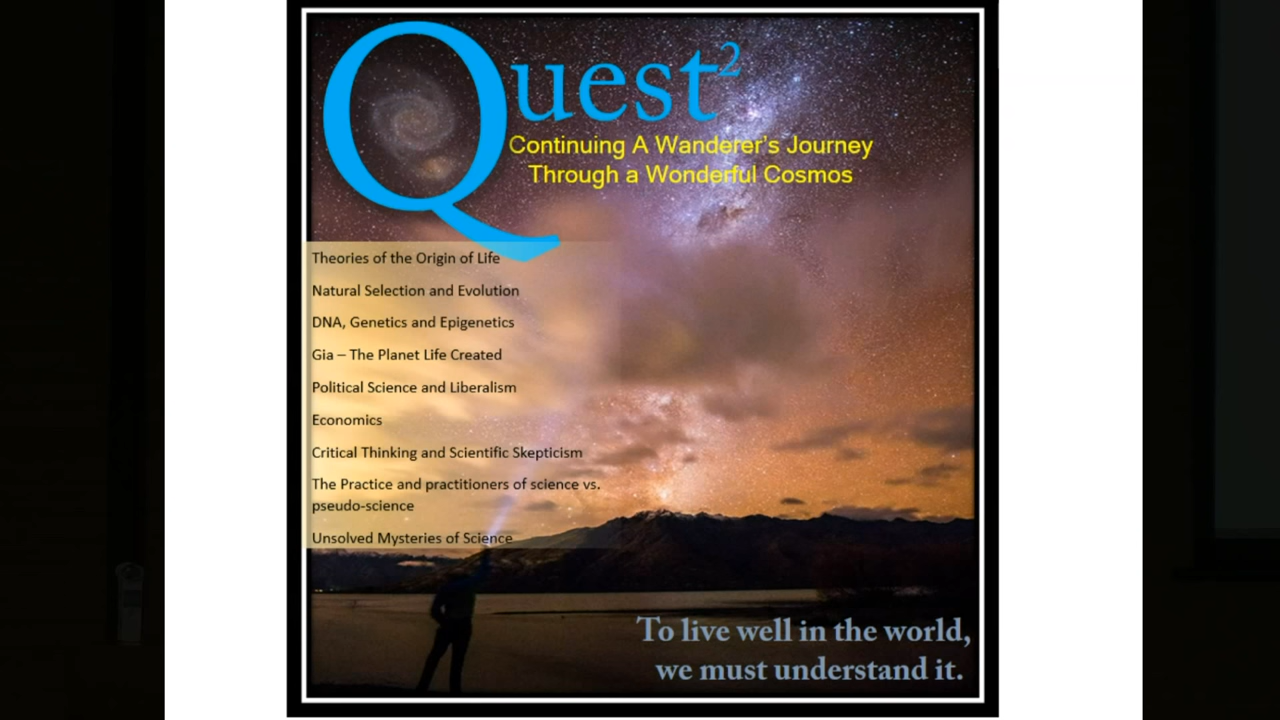 Quest²
Continuing A Wanderer's Journey
Through a Wonderful Cosmos
Theories of the Origin of Life
Natural Selection and Evolution
DNA, Genetics and Epigenetics
Gia – The Planet Life Created
Political Science and Liberalism
Economics
Critical Thinking and Scientific Skepticism
The Practice and practitioners of science vs.
pseudo-science
Unsolved Mysteries of Science
To live well in the world,
we must understand it.